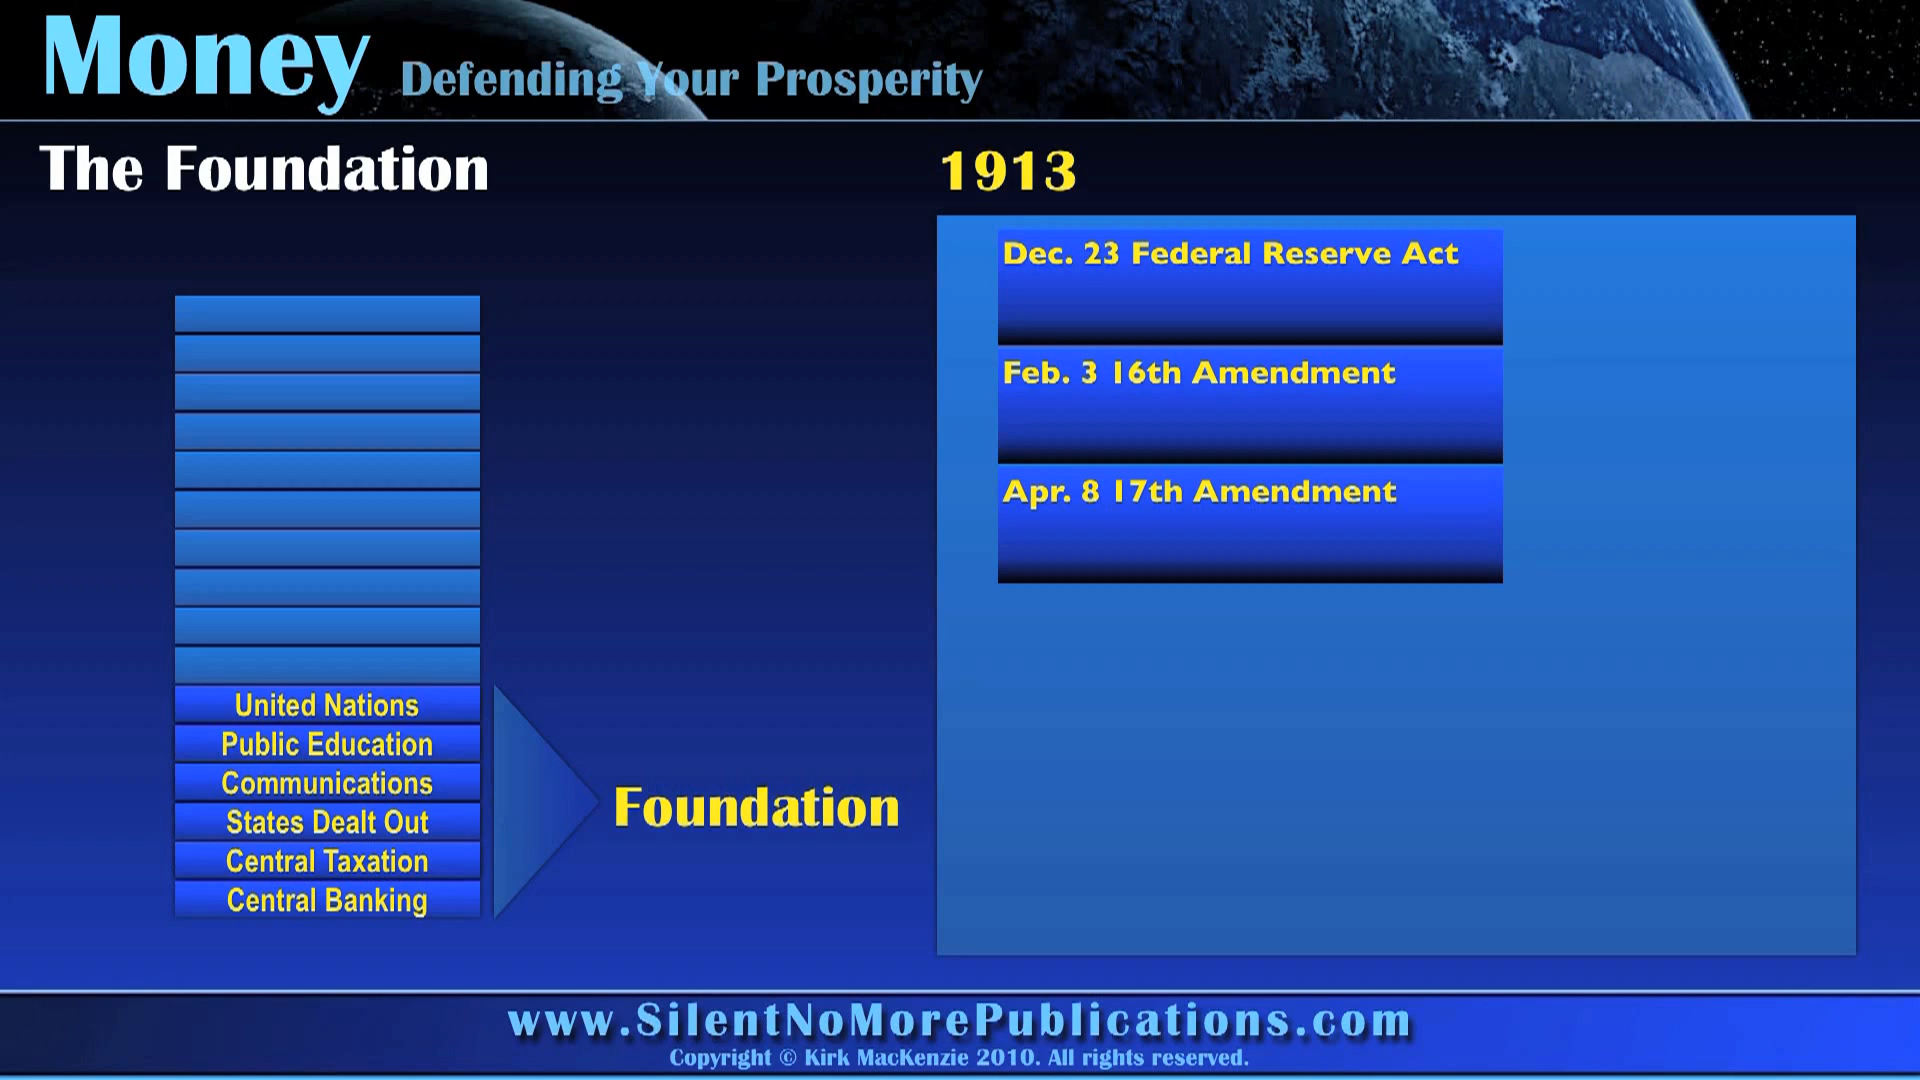 Money Defending Your Prosperity
The Foundation
1913
Dec. 23 Federal Reserve Act
Feb. 3 16th Amendment
Apr. 8 17th Amendment
United Nations
Public Education
Communications
States Dealt Out
Central Taxation
Central Banking
Foundation
www.SilentNoMorePublications.com
Copyright © Kirk MacKenzie 2010. All rights reserved.